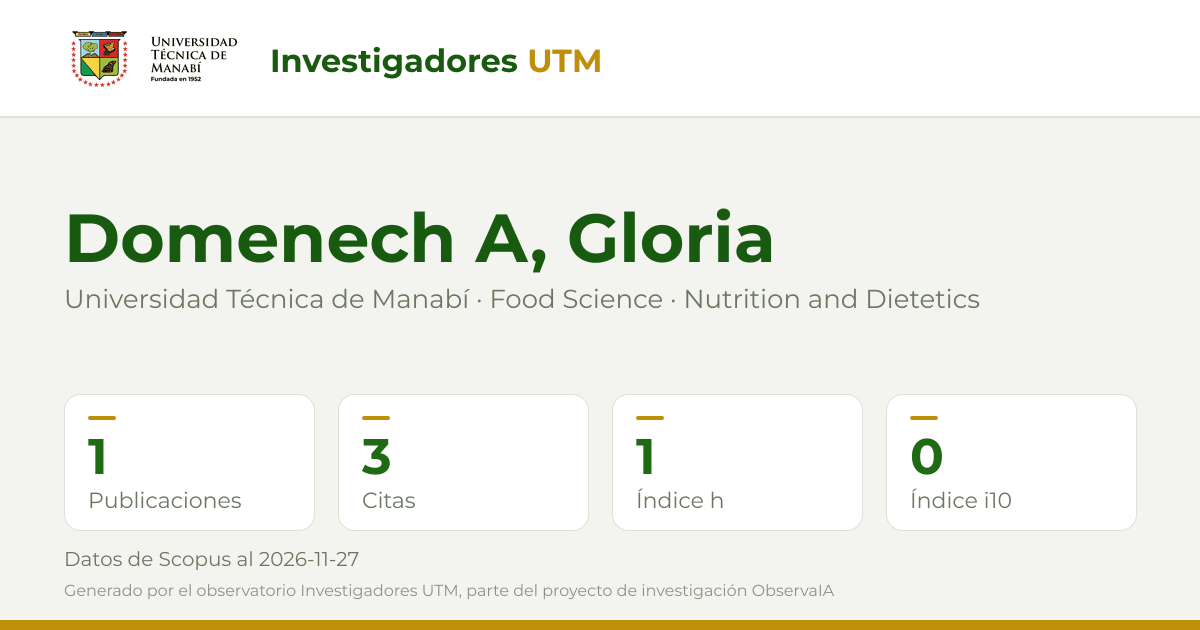 UNIVERSIDAD
TÉCNICA DE
MANABÍ
Fundada en 1952
Investigadores UTM
Domenech A, Gloria
Universidad Técnica de Manabí · Food Science · Nutrition and Dietetics
1
Publicaciones
3
Citas
1
Índice h
0
Índice i10
Datos de Scopus al 2026-11-27
Generado por el observatorio Investigadores UTM, parte del proyecto de investigación ObservaIA